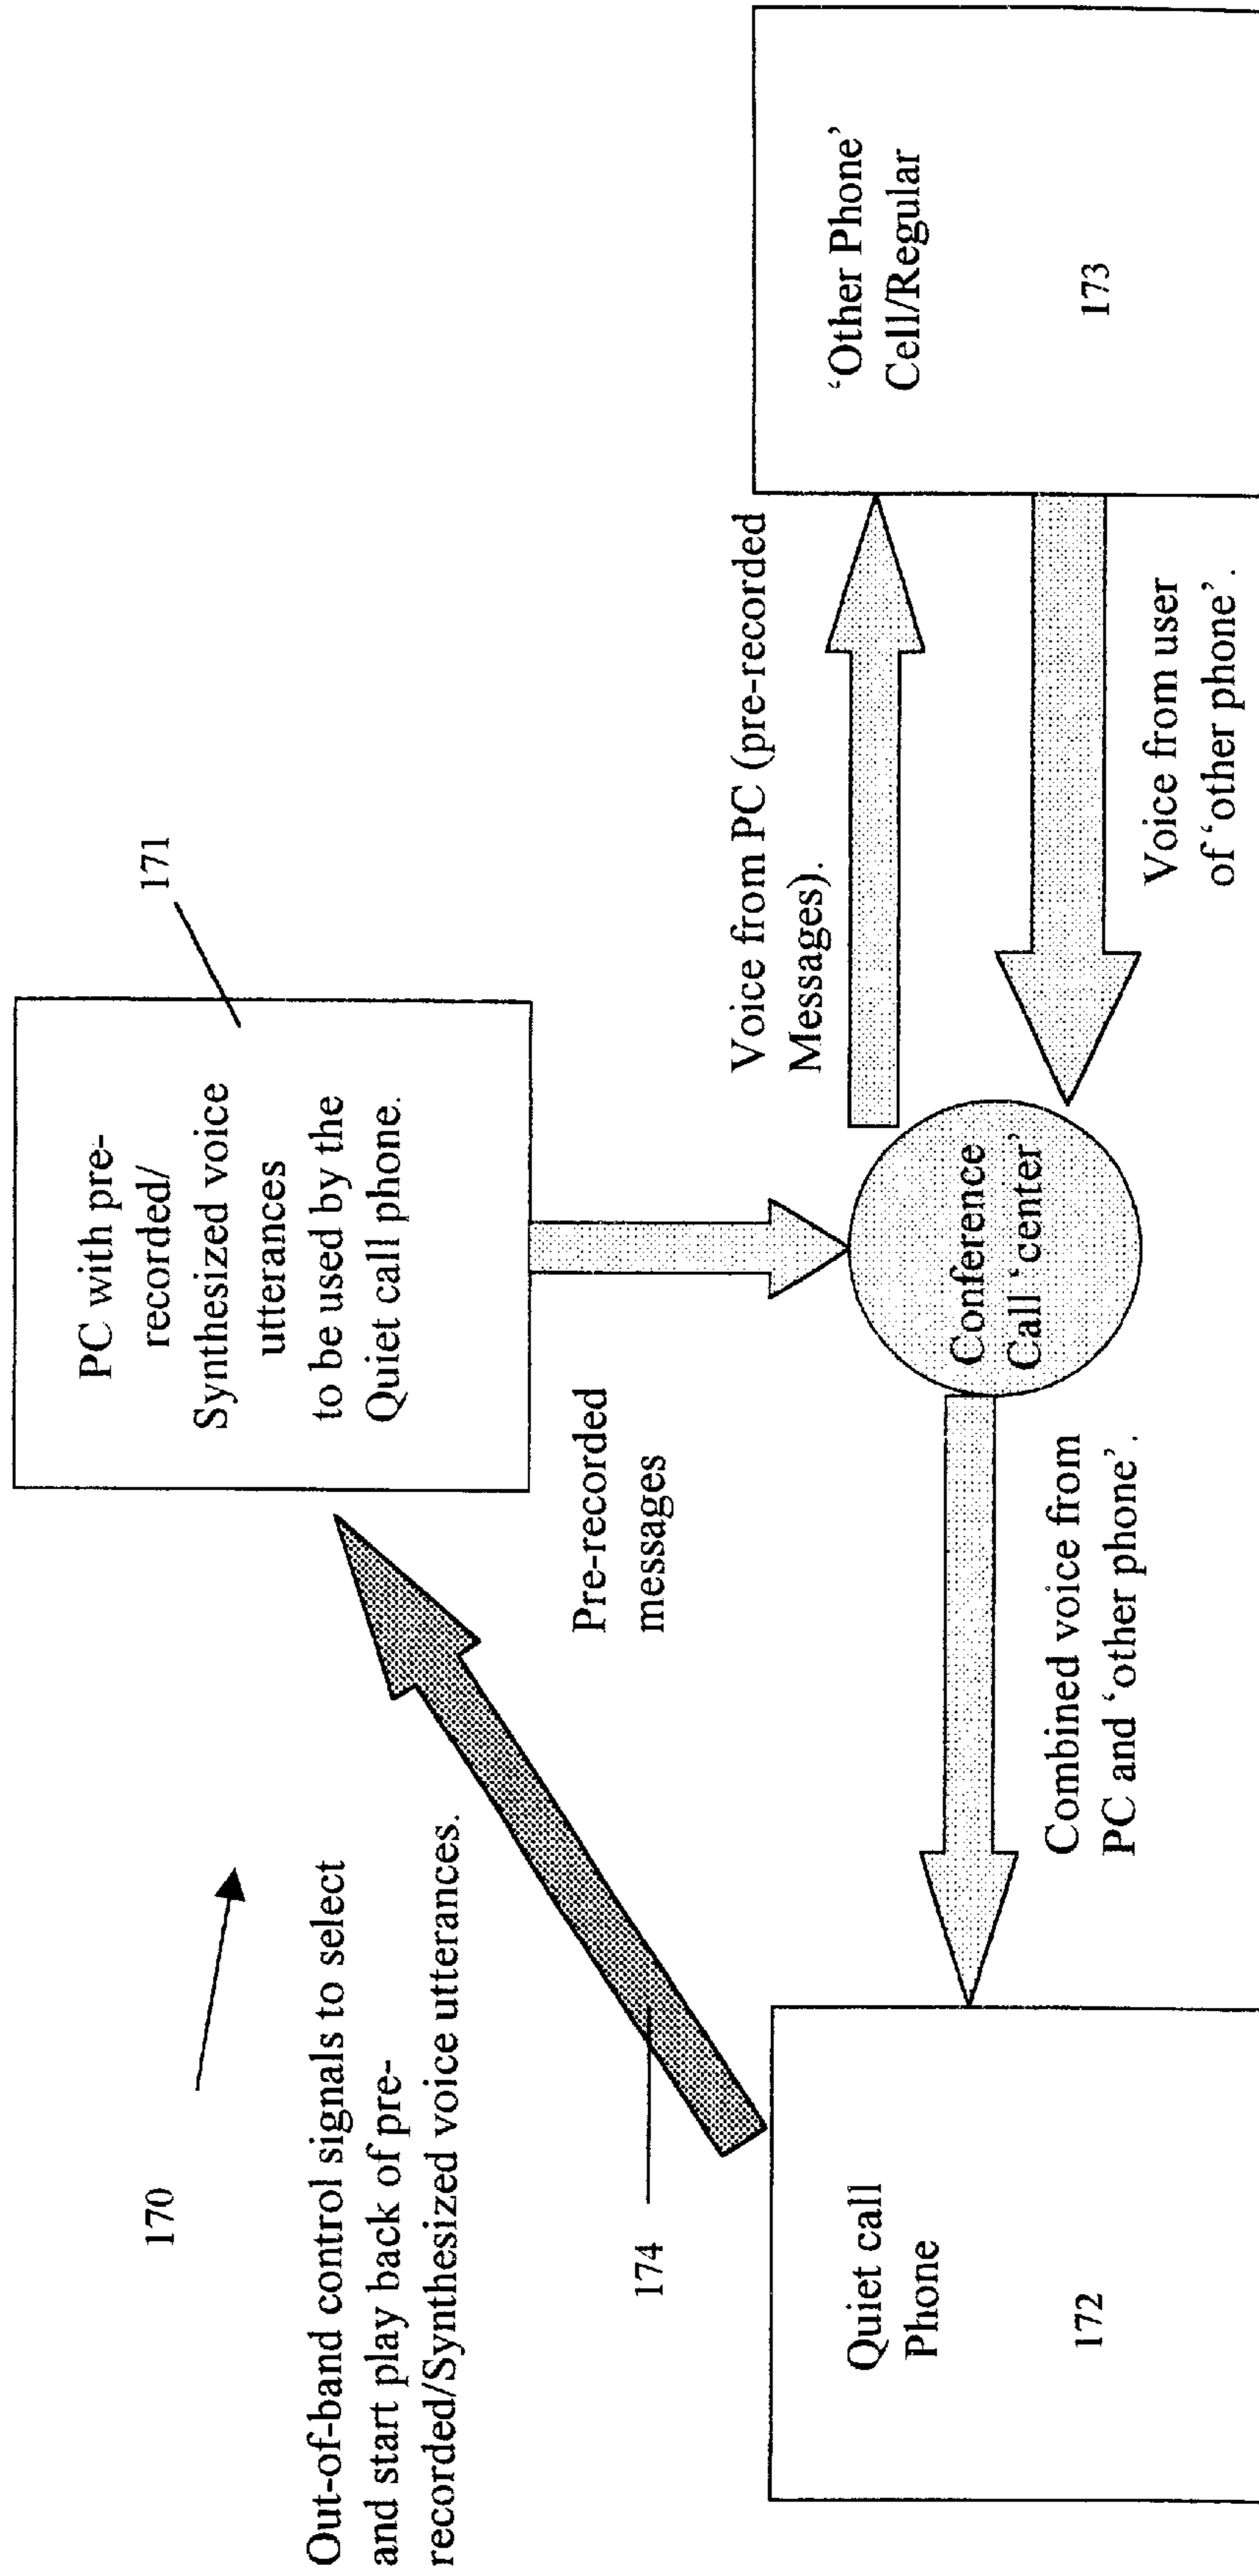 170
Out-of-band control signals to select
and start play back of pre-
recorded/Synthesized voice utterances.
174
PC with pre-
recorded/
Synthesized voice
utterances
to be used by the
Quiet call phone.
171
Pre-recorded
messages
Quiet call
Phone
172
Combined voice from
PC and ‘other phone’.
Conference
Call ‘center’
Voice from PC (pre-recorded
Messages).
Voice from user
of ‘other phone’.
‘Other Phone’
Cell/Regular
173